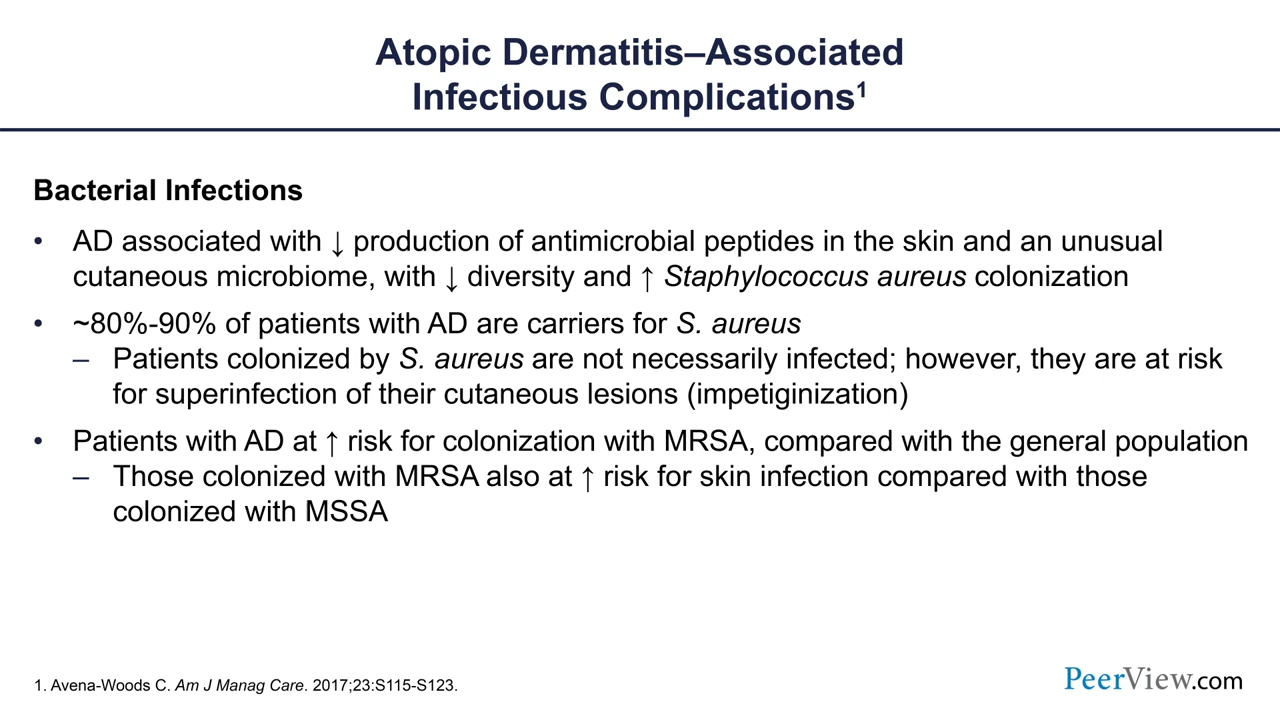 Atopic Dermatitis–Associated
Infectious Complications¹
Bacterial Infections
• AD associated with ↓ production of antimicrobial peptides in the skin and an unusual
cutaneous microbiome, with ↓ diversity and ↑ Staphylococcus aureus colonization
• ~80%-90% of patients with AD are carriers for S. aureus
– Patients colonized by S. aureus are not necessarily infected; however, they are at risk
for superinfection of their cutaneous lesions (impetiginization)
• Patients with AD at ↑ risk for colonization with MRSA, compared with the general population
– Those colonized with MRSA also at ↑ risk for skin infection compared with those
colonized with MSSA
1. Avena-Woods C. Am J Manag Care. 2017;23:S115-S123.
PeerView.com